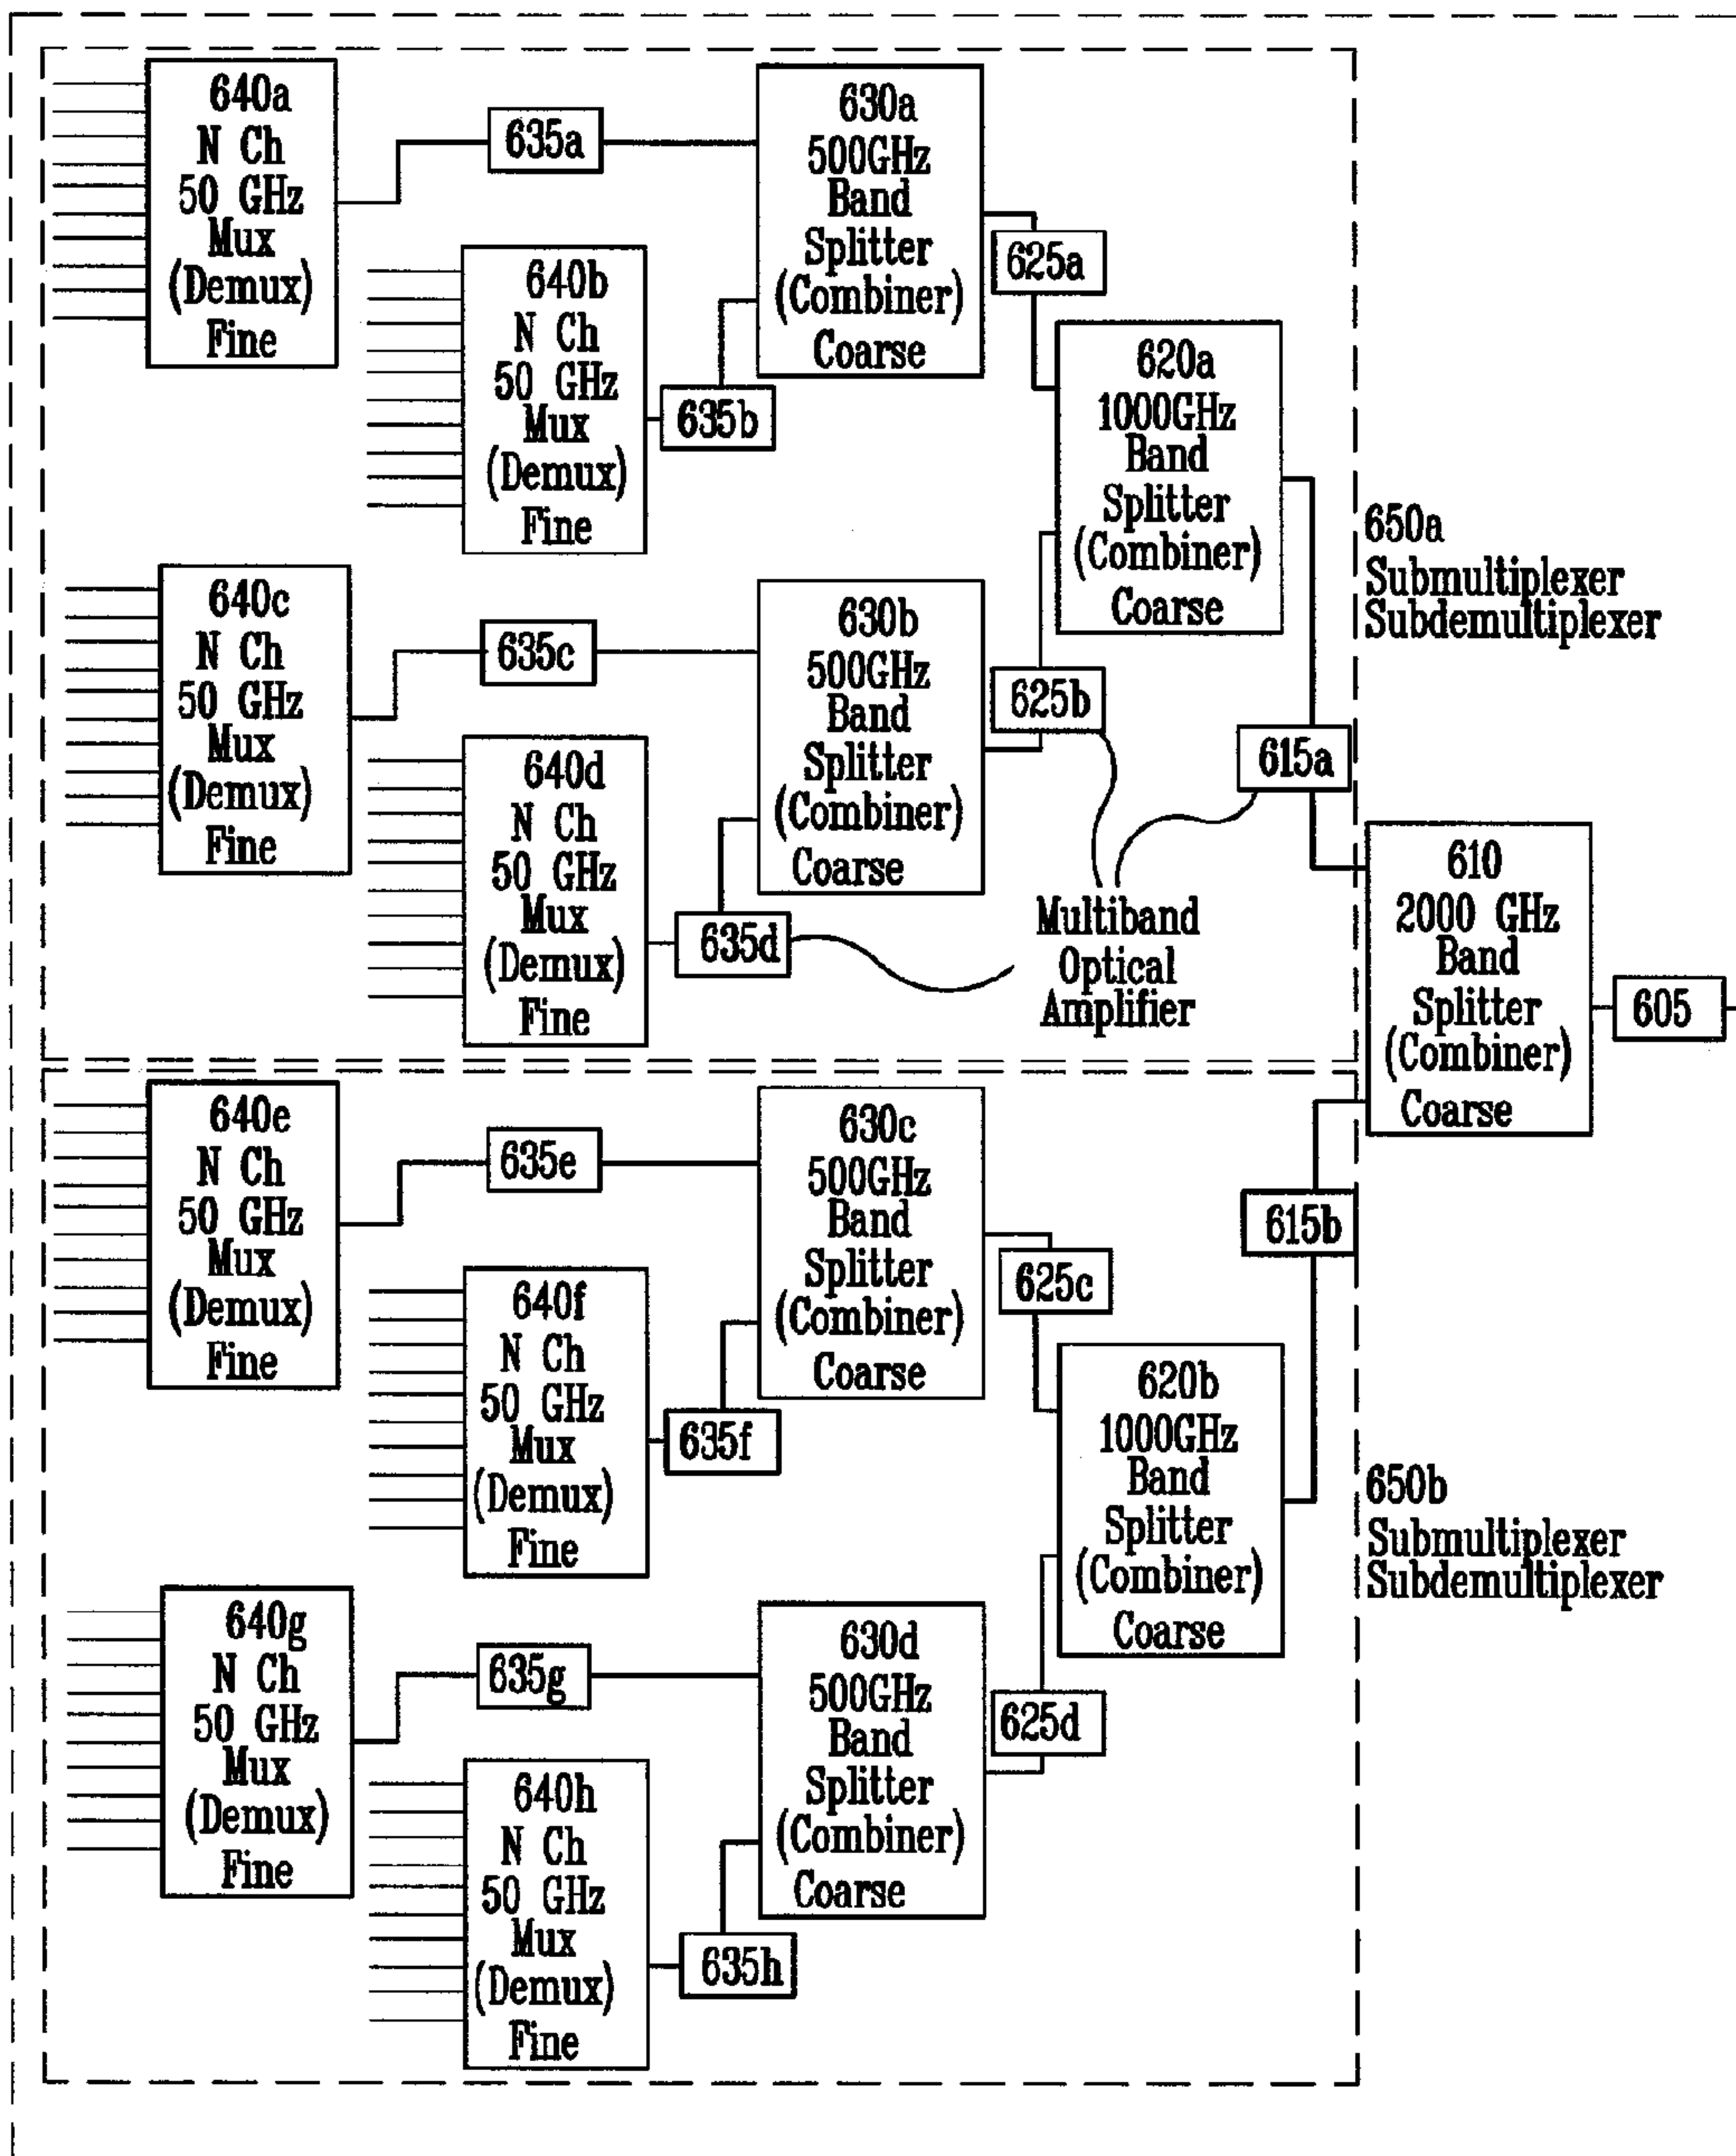 640a
N Ch
50 GHz
Mux
(Demux)
Fine
635a
630a
500GHz
Band
Splitter
(Combiner)
Coarse
640b
N Ch
50 GHz
Mux
(Demux)
Fine
635b
625a
620a
1000GHz
Band
Splitter
(Combiner)
Coarse
640c
N Ch
50 GHz
Mux
(Demux)
Fine
635c
630b
500GHz
Band
Splitter
(Combiner)
Coarse
640d
N Ch
50 GHz
Mux
(Demux)
Fine
635d
625b
615a
Multiband
Optical
Amplifier
650a
Submultiplexer
Subdemultiplexer
610
2000 GHz
Band
Splitter
(Combiner)
Coarse
605
640e
N Ch
50 GHz
Mux
(Demux)
Fine
635e
630c
500GHz
Band
Splitter
(Combiner)
Coarse
640f
N Ch
50 GHz
Mux
(Demux)
Fine
635f
625c
615b
620b
1000GHz
Band
Splitter
(Combiner)
Coarse
650b
Submultiplexer
Subdemultiplexer
640g
N Ch
50 GHz
Mux
(Demux)
Fine
635g
630d
500GHz
Band
Splitter
(Combiner)
Coarse
625d
640h
N Ch
50 GHz
Mux
(Demux)
Fine
635h